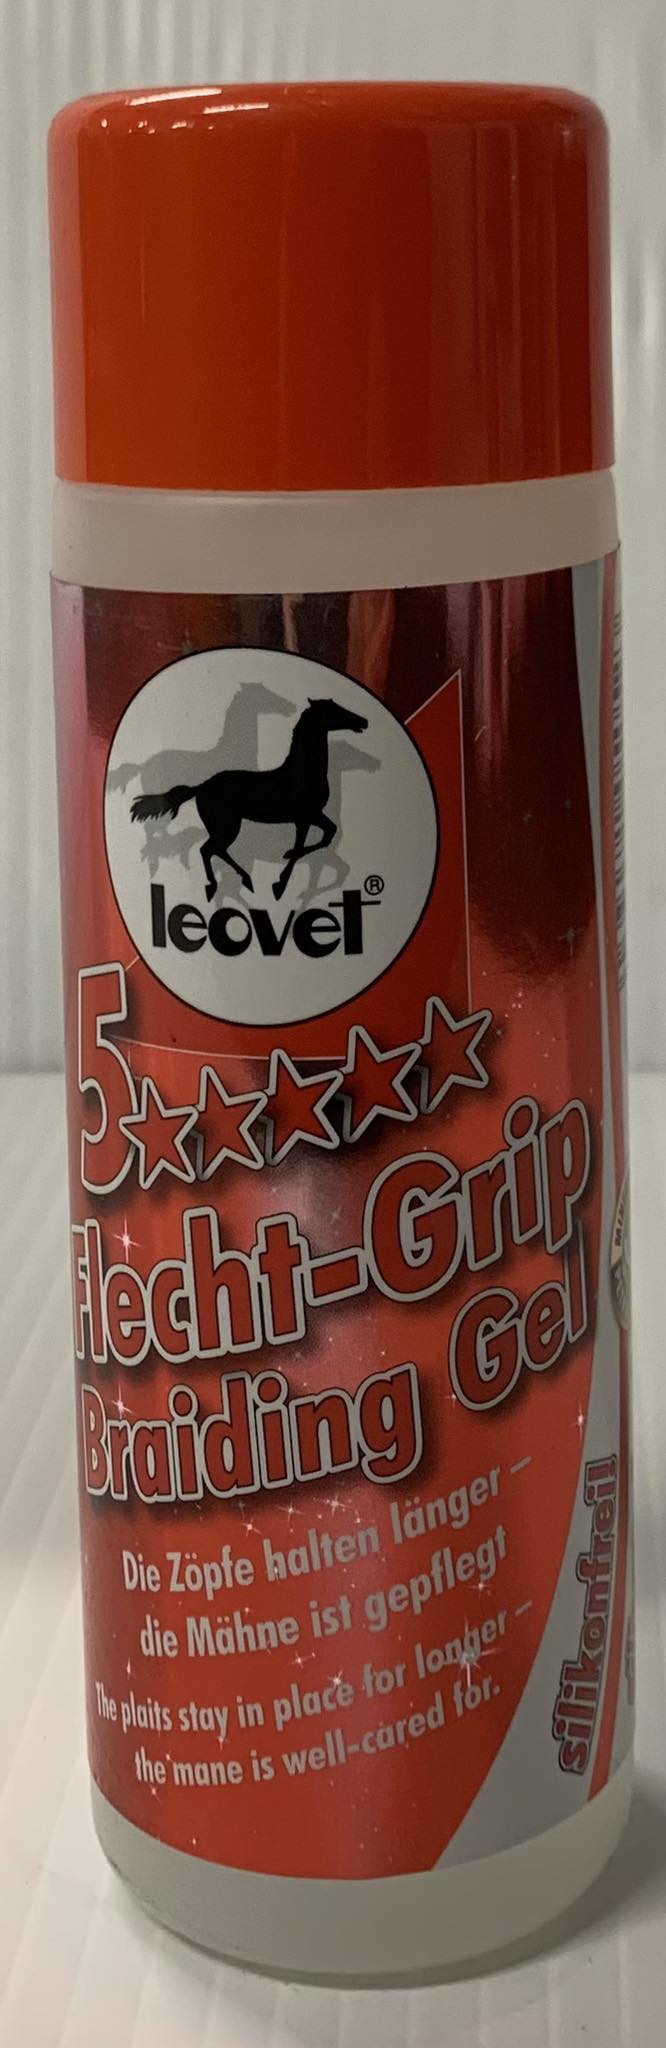 leovet®
5
Flecht-Grip
Braiding Gel
Die Zöpfe halten länger –
die Mähne ist gepflegt
The plaits stay in place for longer –
the mane is well-cared for.
silikonfrei!